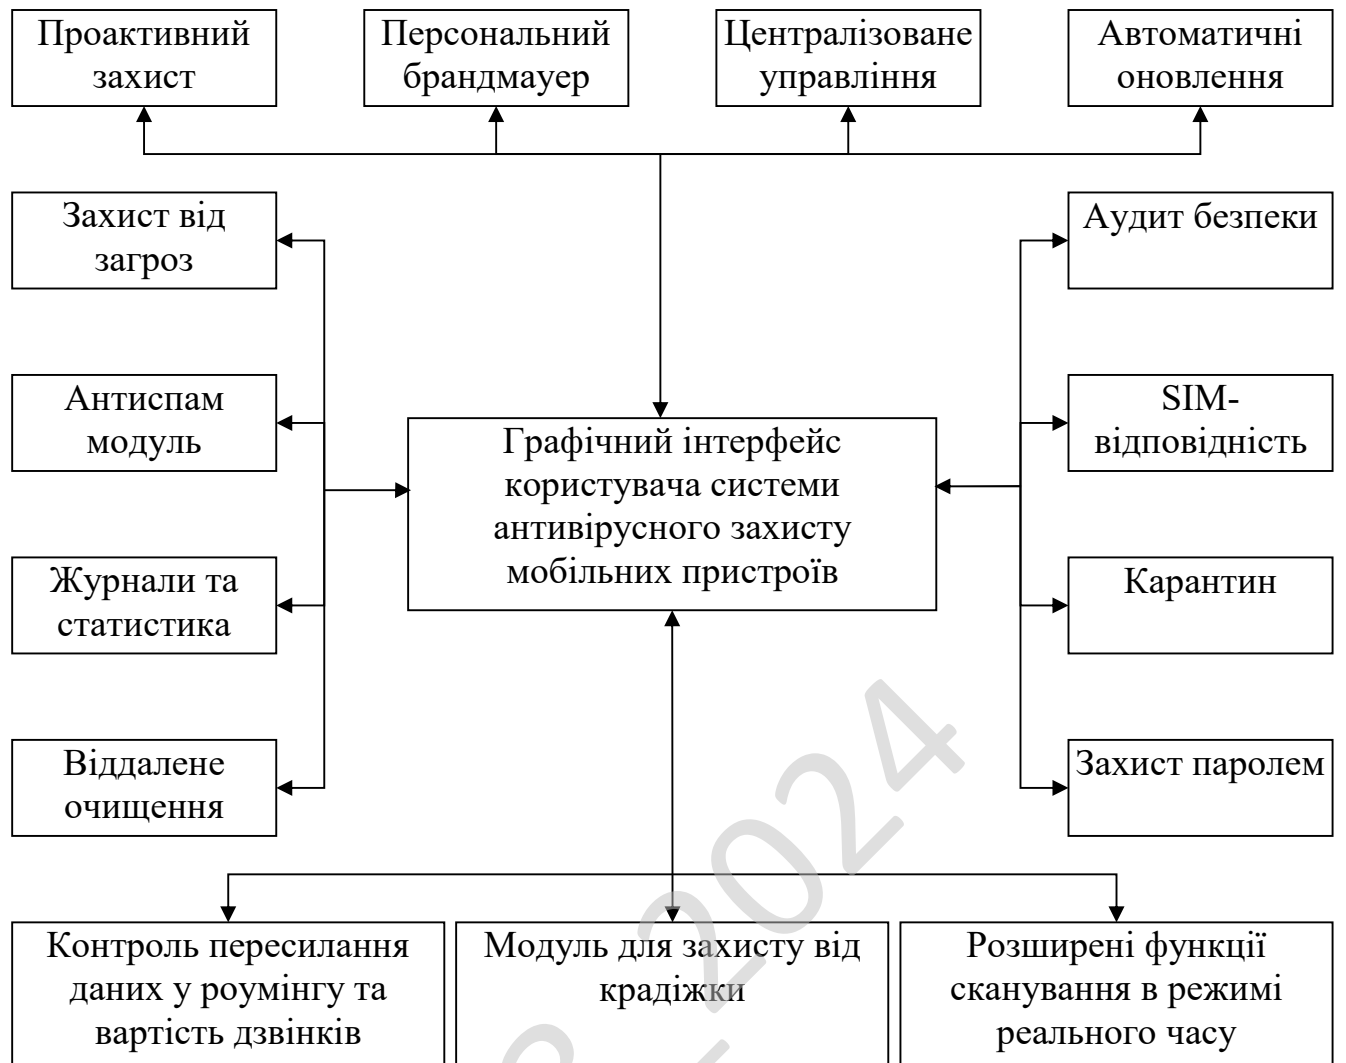 Проактивний
захист
Персональний
брандмауер
Централізоване
управління
Автоматичні
оновлення
Захист від
загроз
Аудит безпеки
Антиспам
модуль
SIM-
відповідність
Графічний інтерфейс
користувача системи
антивірусного захисту
мобільних пристроїв
Журнали та
статистика
Карантин
Віддалене
очищення
Захист паролем
Контроль пересилання
даних у роумінгу та
вартість дзвінків
Модуль для захисту від
крадіжки
Розширені функції
сканування в режимі
реального часу
2024